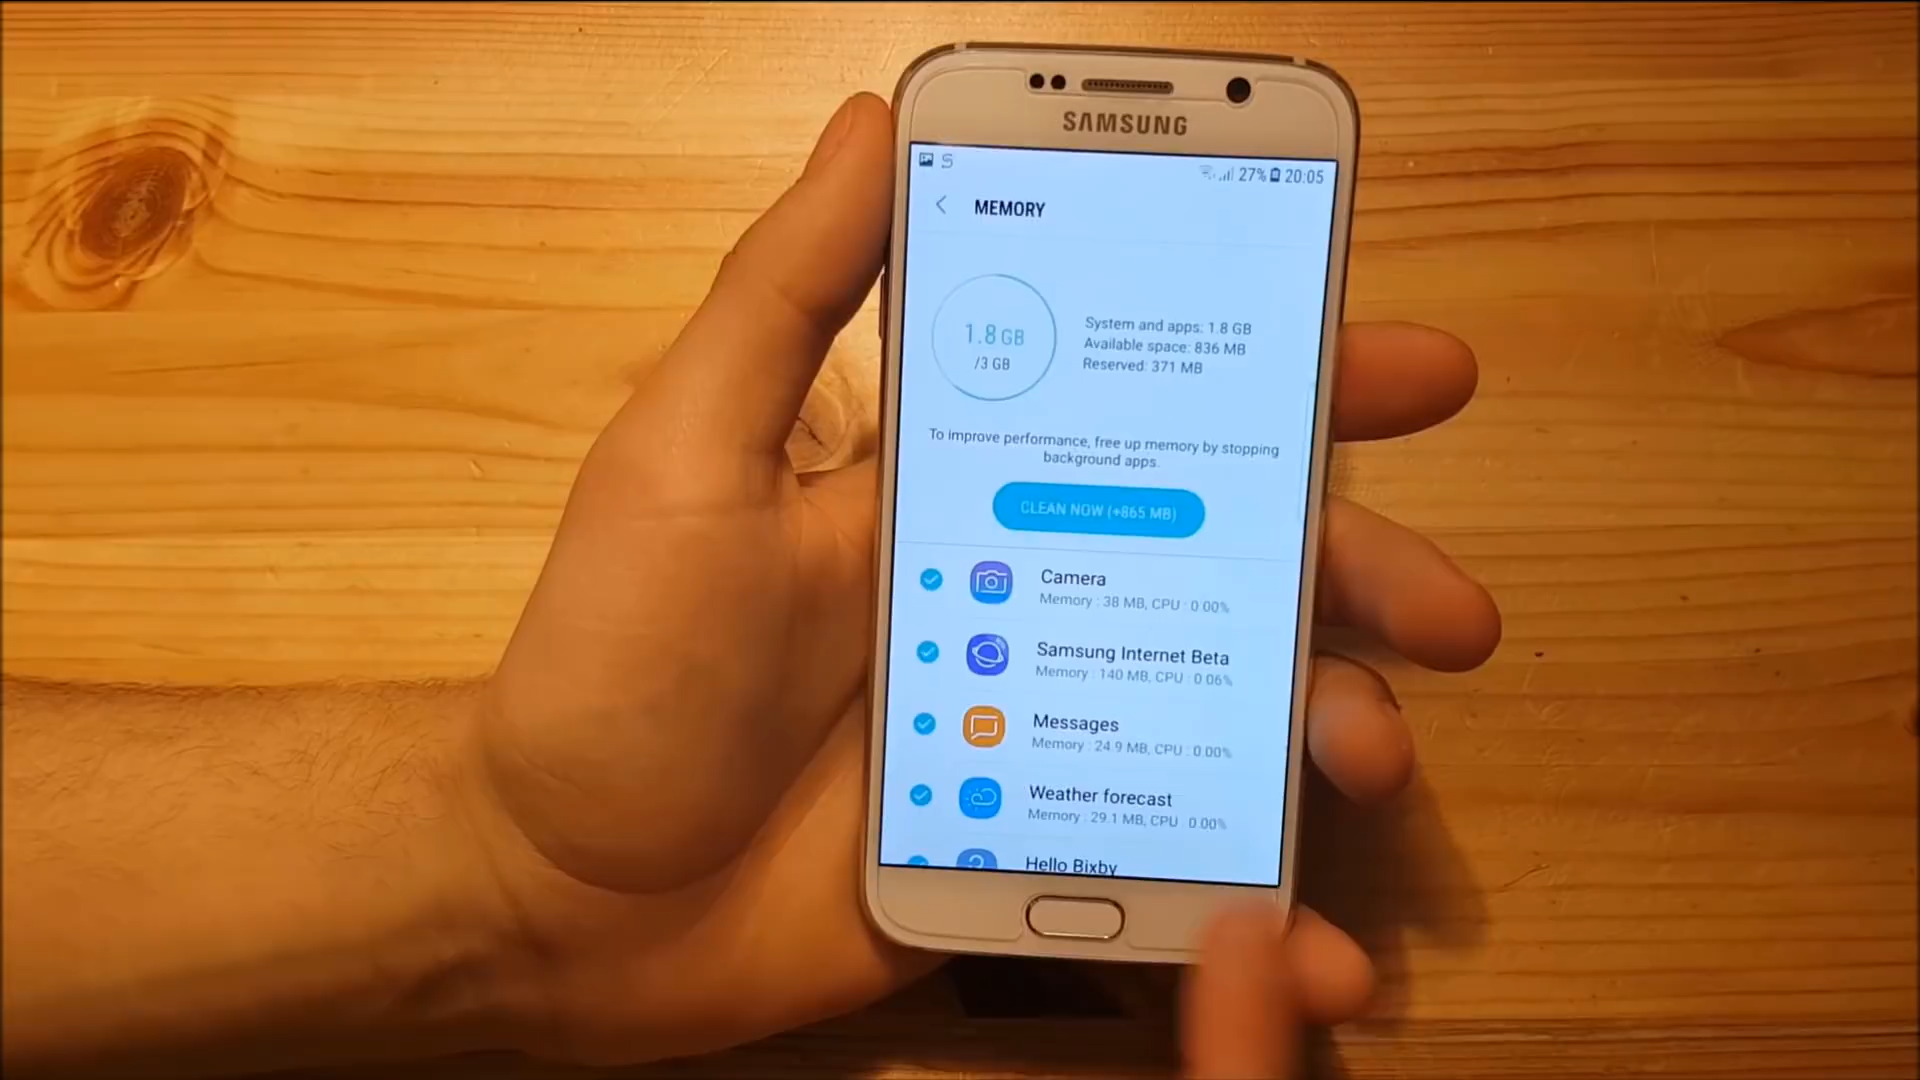 SAMSUNG
27% 20:05
MEMORY
1.8 GB
/3 GB
System and apps: 1.8 GB
Available space: 836 MB
Reserved: 371 MB
To improve performance, free up memory by stopping
background apps.
CLEAN NOW (+865 MB)
Camera
Memory : 38 MB, CPU : 0.00%
Samsung Internet Beta
Memory : 140 MB, CPU : 0.06%
Messages
Memory : 24.9 MB, CPU : 0.00%
Weather forecast
Memory : 29.1 MB, CPU : 0.00%
Hello Bixby